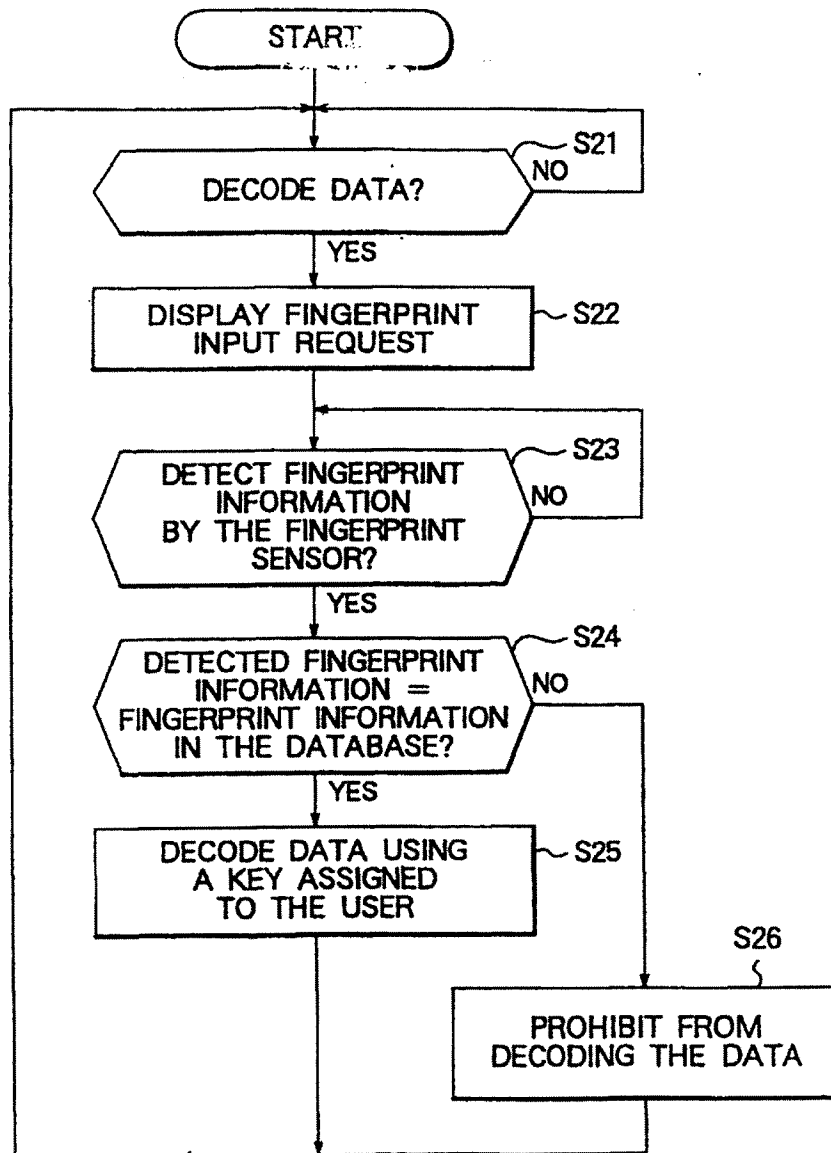 START
S21
NO
DECODE DATA?
YES
DISPLAY FINGERPRINT
INPUT REQUEST
S22
S23
DETECT FINGERPRINT
INFORMATION
BY THE FINGERPRINT
SENSOR?
NO
YES
S24
DETECTED FINGERPRINT
INFORMATION =
FINGERPRINT INFORMATION
IN THE DATABASE?
NO
YES
DECODE DATA USING
A KEY ASSIGNED
TO THE USER
S25
S26
PROHIBIT FROM
DECODING THE DATA